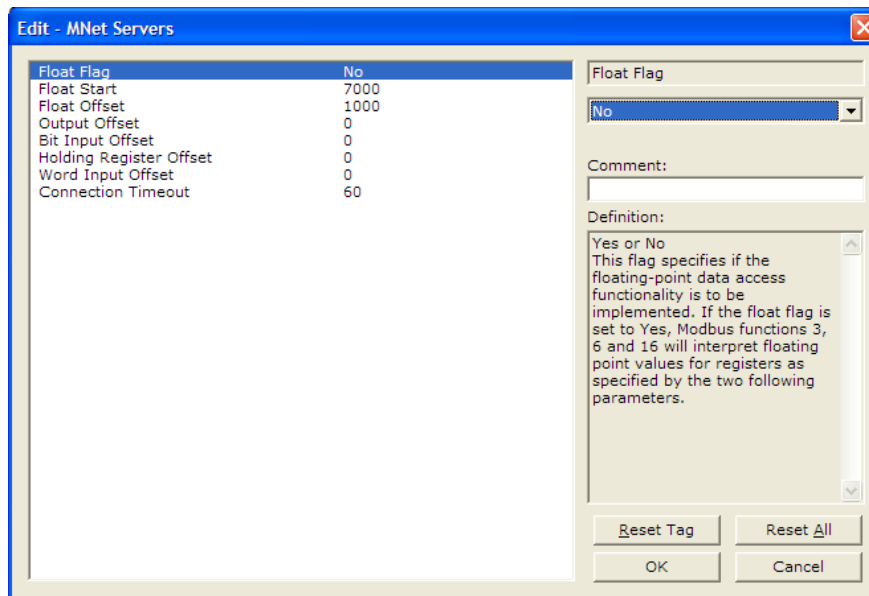 Edit - MNet Servers
Float Flag No
Float Start 7000
Float Offset 1000
Output Offset 0
Bit Input Offset 0
Holding Register Offset 0
Word Input Offset 0
Connection Timeout 60
Float Flag
No
Comment:
Definition:
Yes or No
This flag specifies if the
floating-point data access
functionality is to be
implemented. If the float flag is
set to Yes, Modbus functions 3,
6 and 16 will interpret floating
point values for registers as
specified by the two following
parameters.
Reset Tag Reset All
OK Cancel